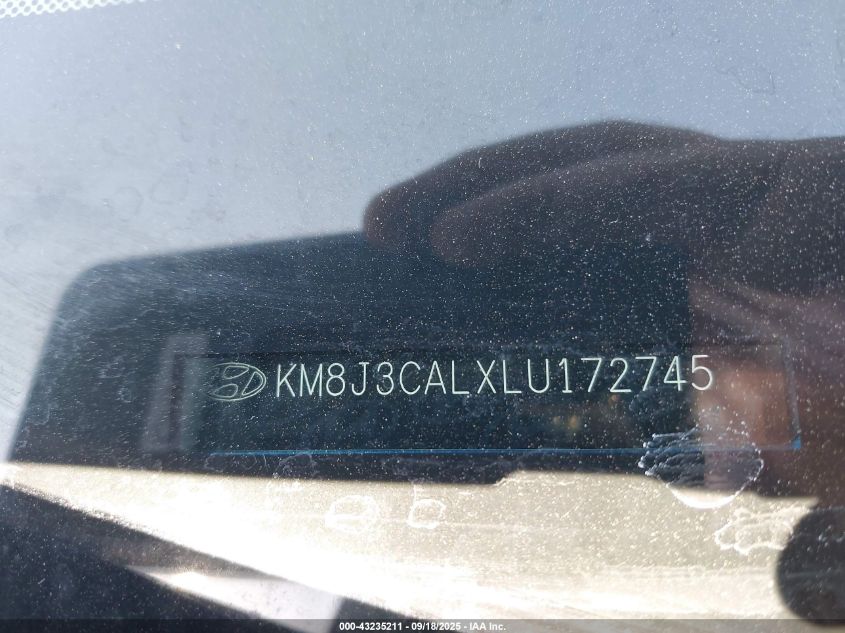 KM8J3CALXLU172745
000-43235211 - 09/18/2025 - IAA Inc.